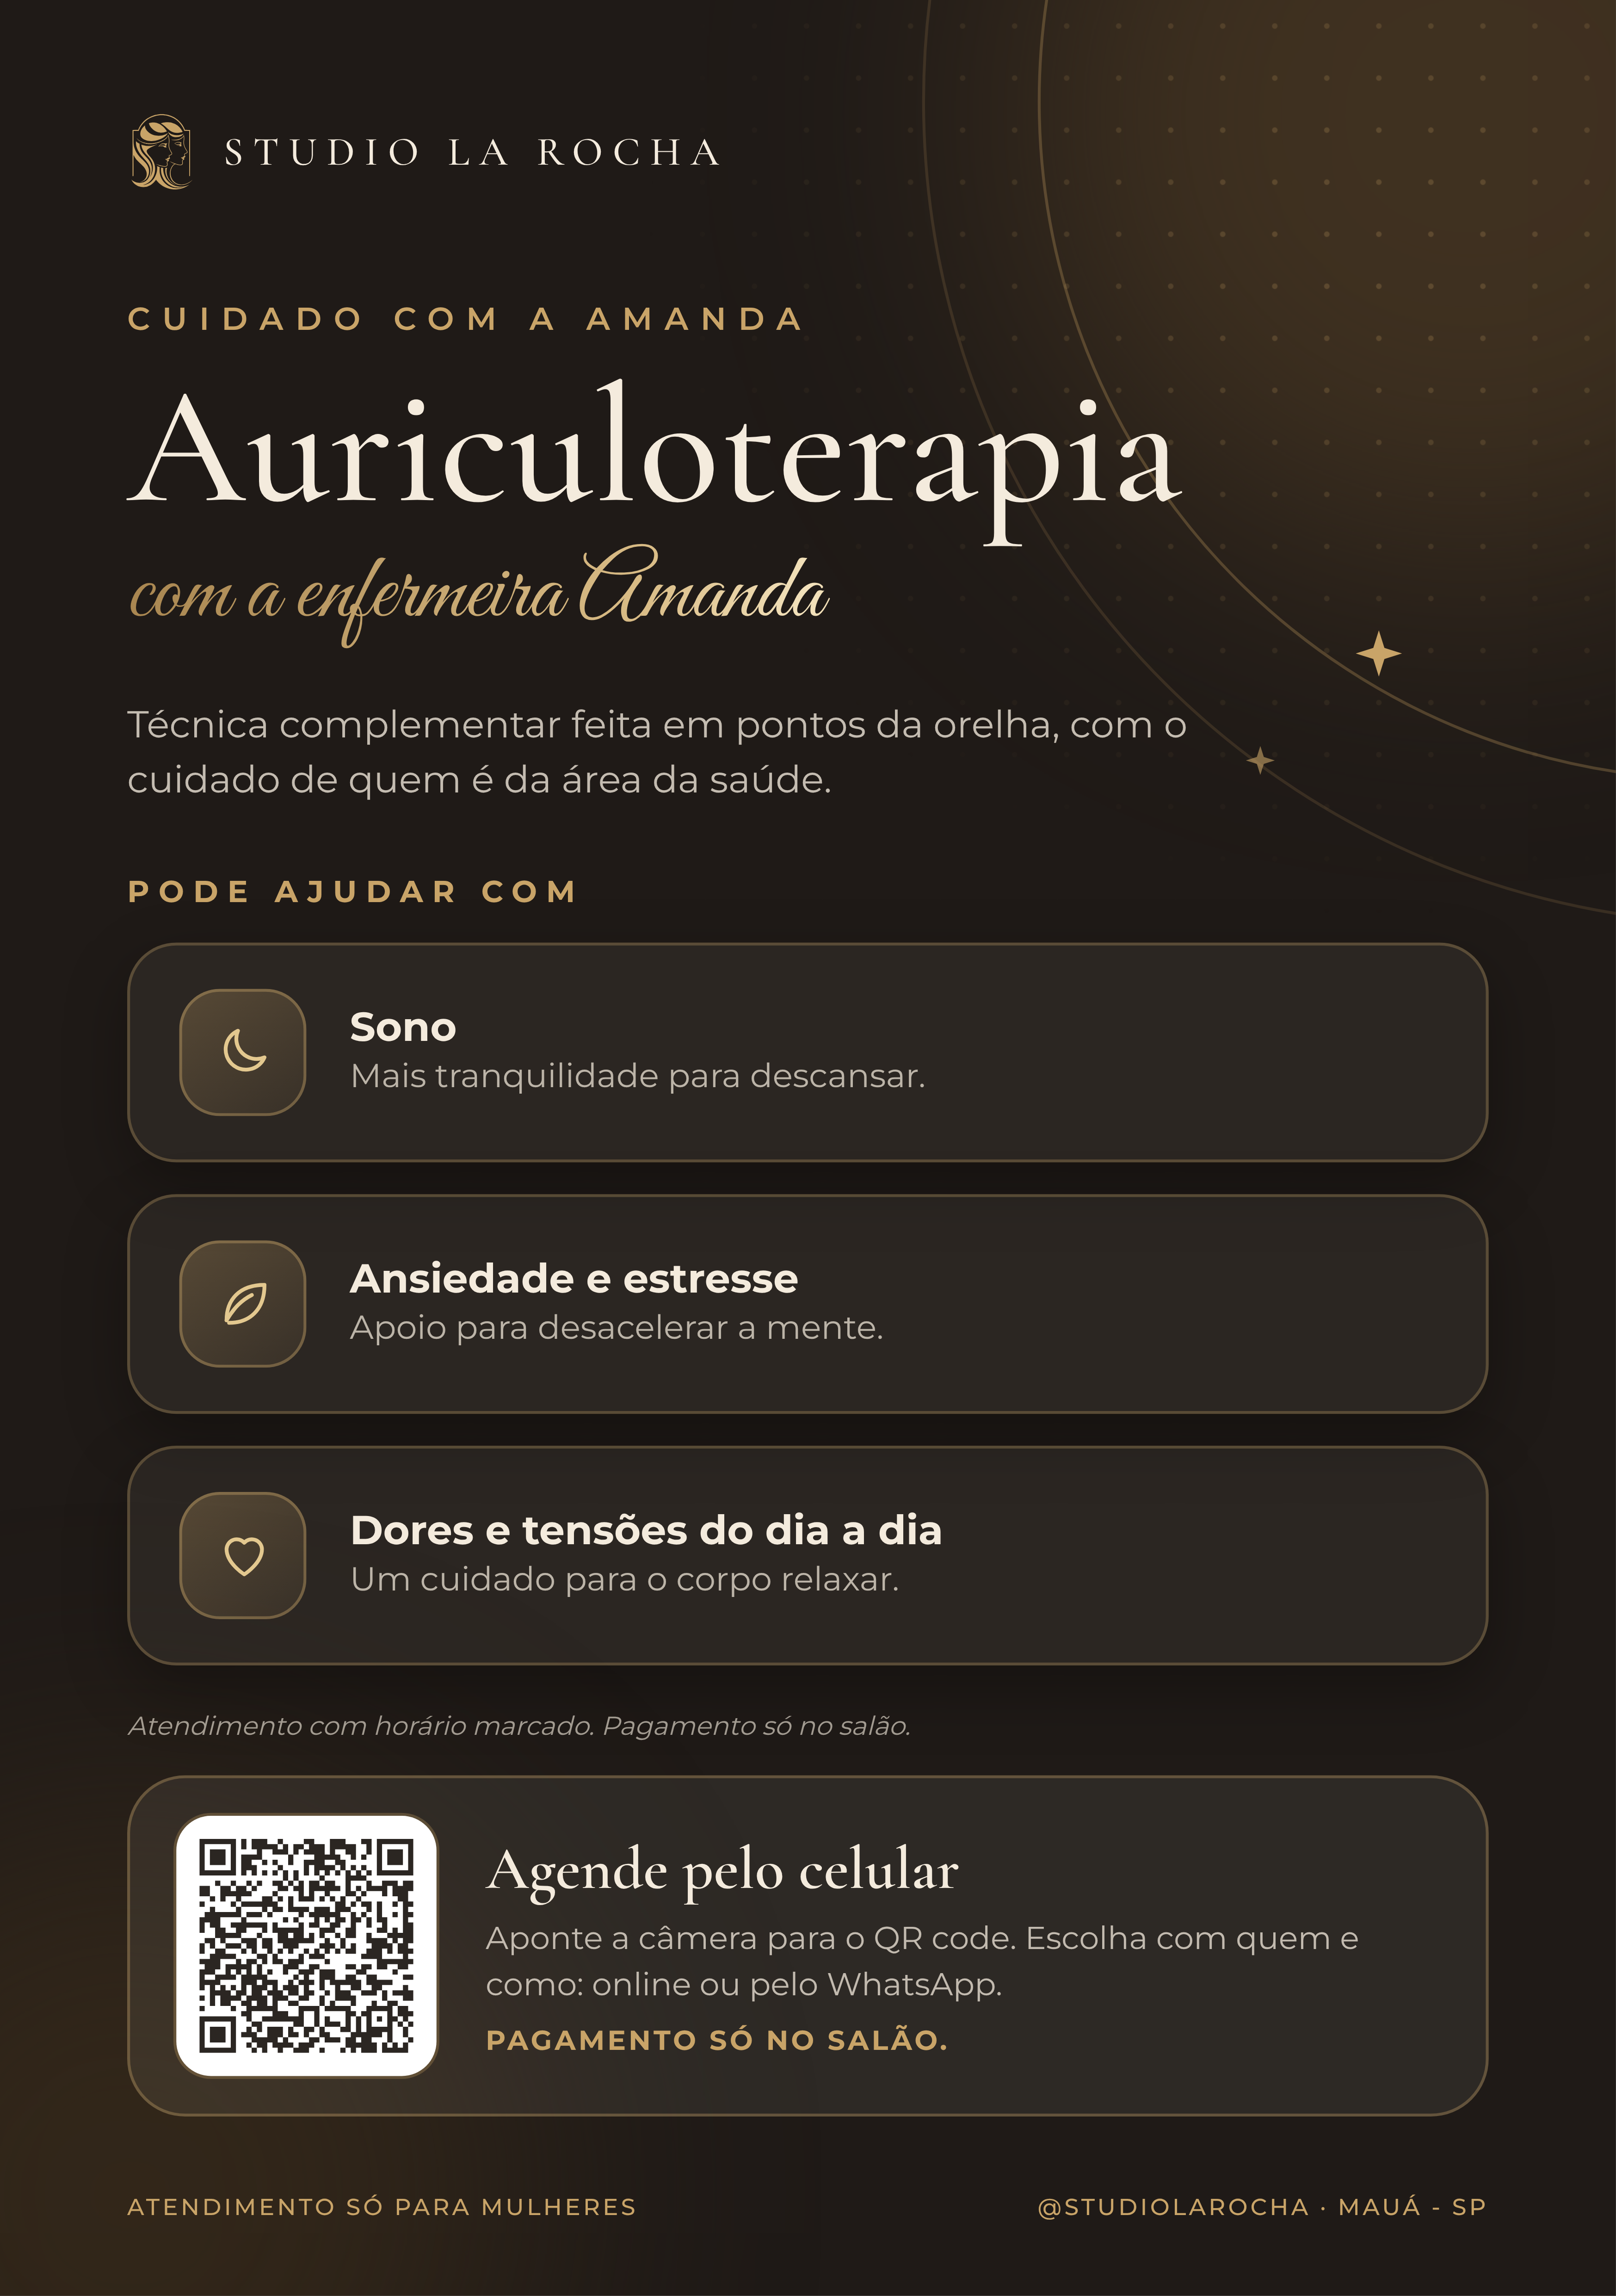 STUDIO LA ROCHA
CUIDADO COM A AMANDA
Auriculoterapia
com a enfermeira Amanda
Técnica complementar feita em pontos da orelha, com o
cuidado de quem é da área da saúde.
PODE AJUDAR COM
Sono
Mais tranquilidade para descansar.
Ansiedade e estresse
Apoio para desacelerar a mente.
Dores e tensões do dia a dia
Um cuidado para o corpo relaxar.
Atendimento com horário marcado. Pagamento só no salão.
Agende pelo celular
Aponte a câmera para o QR code. Escolha com quem e
como: online ou pelo WhatsApp.
PAGAMENTO SÓ NO SALÃO.
ATENDIMENTO SÓ PARA MULHERES
@STUDIOLAROCHA · MAUÁ - SP